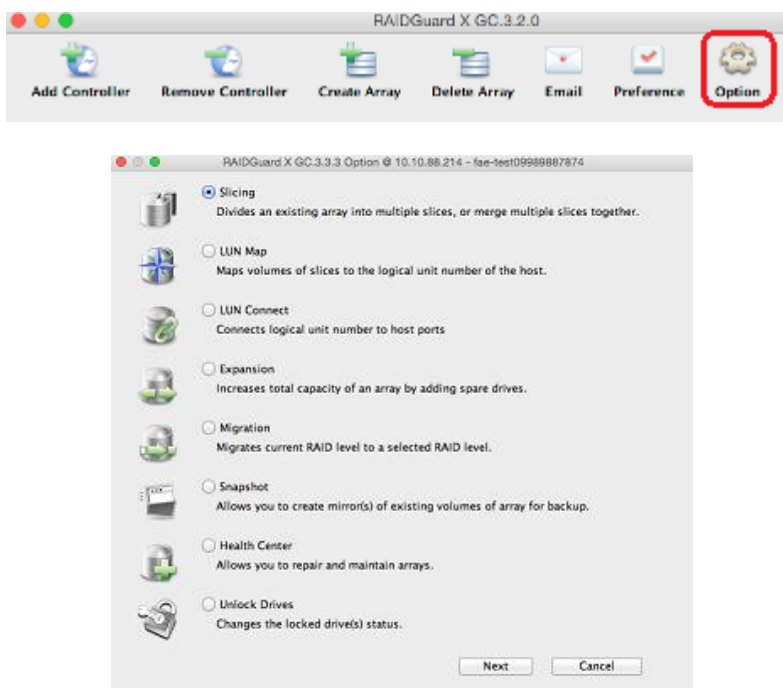 RAIDGuard X GC.3.2.0
Add Controller Remove Controller Create Array Delete Array Email Preference Option
RAIDGuard X GC.3.3.3 Option @ 10.10.88.214 - fae-test09989887874
Slicing
Divides an existing array into multiple slices, or merge multiple slices together.
LUN Map
Maps volumes of slices to the logical unit number of the host.
LUN Connect
Connects logical unit number to host ports
Expansion
Increases total capacity of an array by adding spare drives.
Migration
Migrates current RAID level to a selected RAID level.
Snapshot
Allows you to create mirror(s) of existing volumes of array for backup.
Health Center
Allows you to repair and maintain arrays.
Unlock Drives
Changes the locked drive(s) status.
Next Cancel